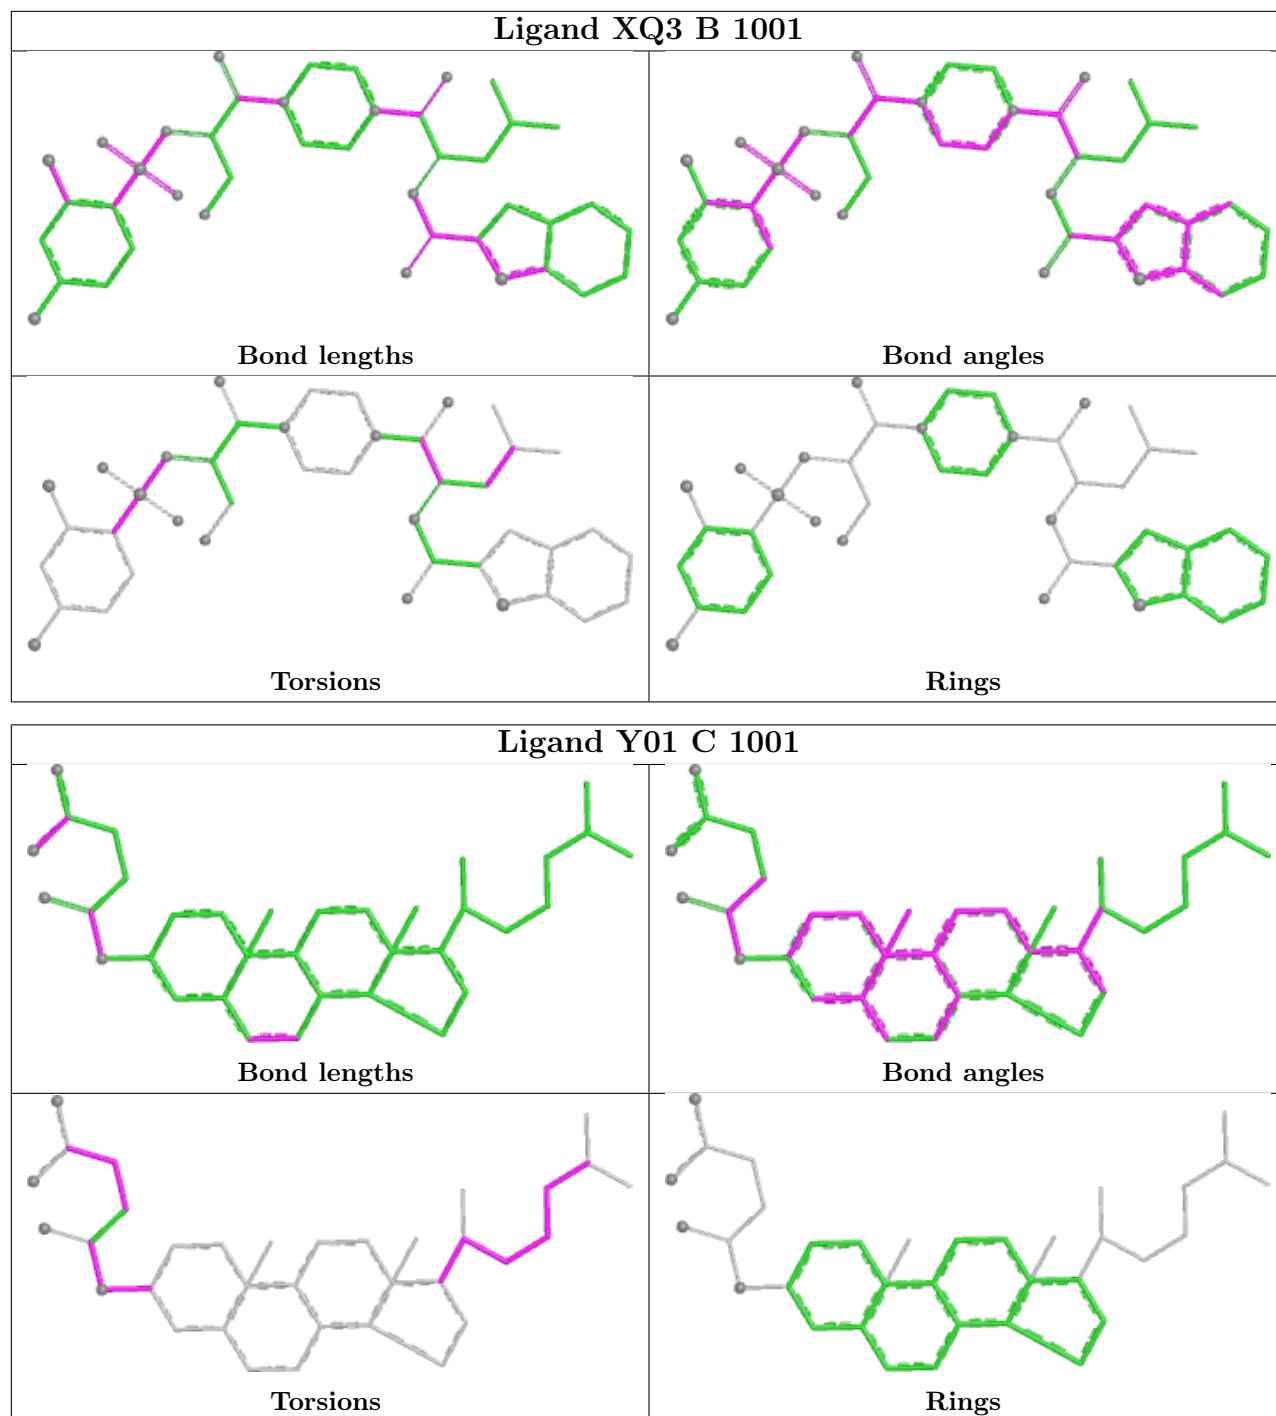 Ligand XQ3 B 1001
Bond lengths
Bond angles
Torsions
Rings
Ligand Y01 C 1001
Bond lengths
Bond angles
Torsions
Rings